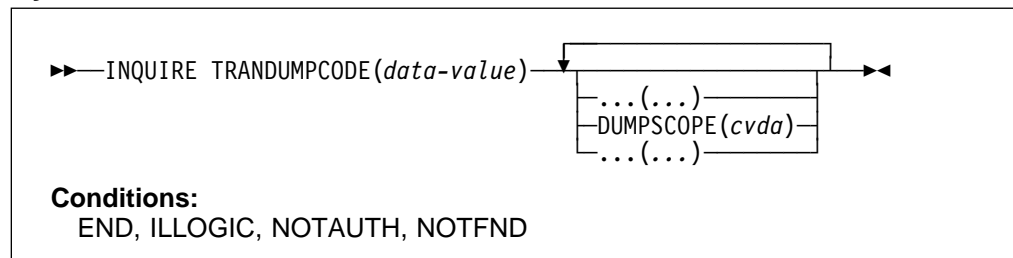 ►►──INQUIRE TRANDUMPCODE(data-value)──┬───────────────┬──►◄
...(...)
DUMPSCOPE(cvda)
...(...)
Conditions:
END, ILLOGIC, NOTAUTH, NOTFND